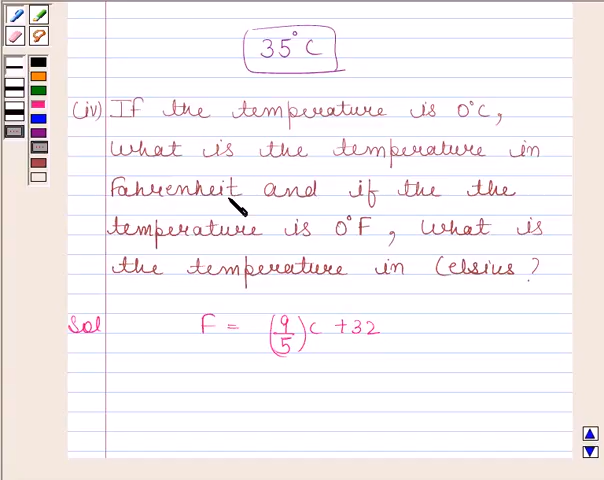 35°C
(iv) If the temperature is 0°C,
What is the temperature in
fahrenheit and if the the
temperature is 0°F, What is
the temperature in Celsius?
Sol F = (9/5) C + 32